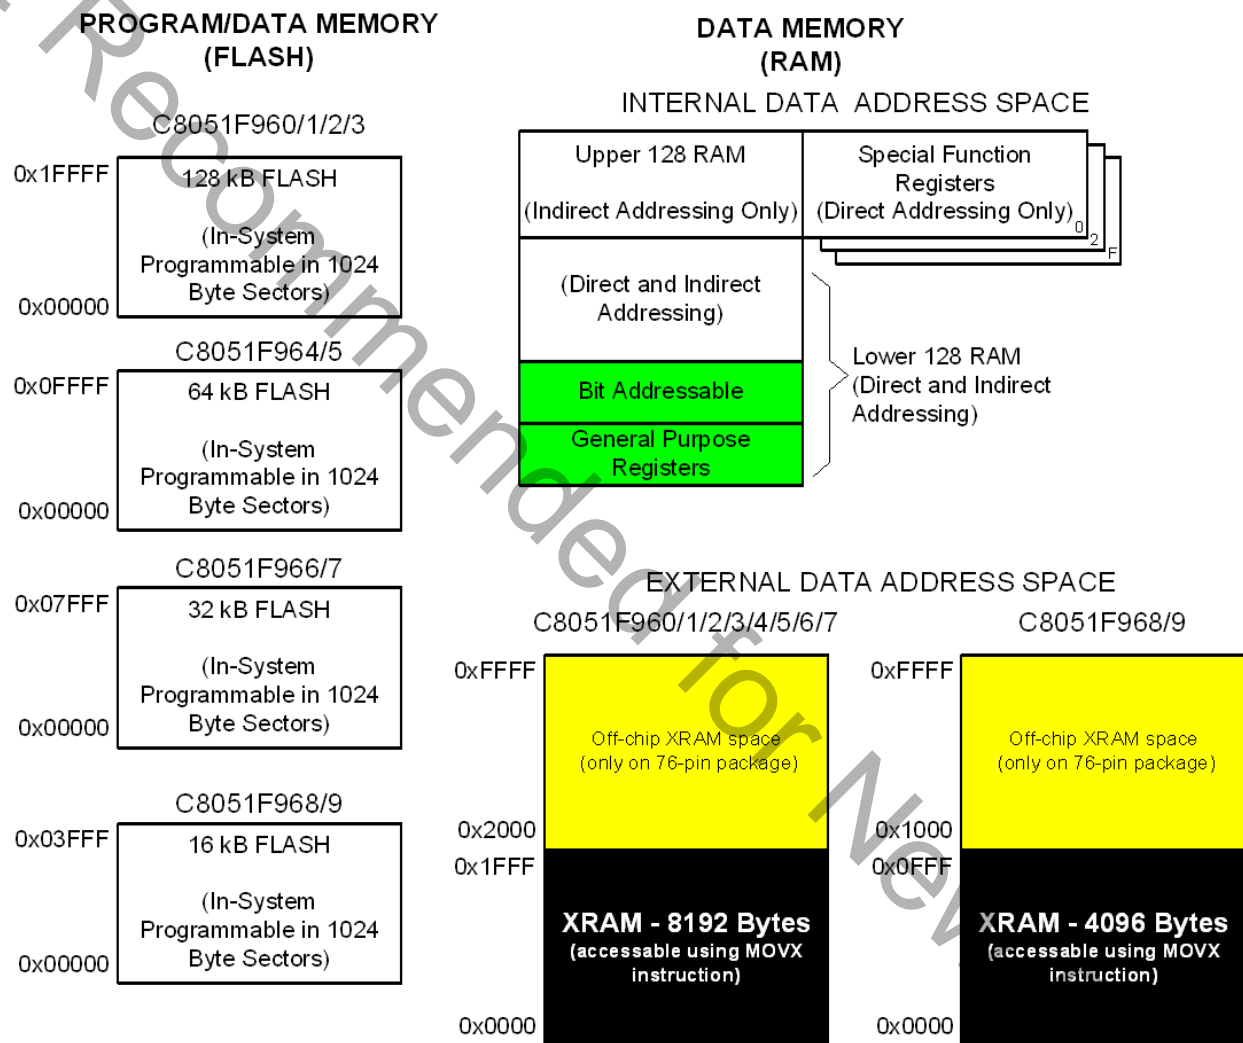 PROGRAM/DATA MEMORY
(FLASH)
C8051F960/1/2/3
0x1FFFF
128 kB FLASH
(In-System
Programmable in 1024
Byte Sectors)
0x00000
C8051F964/5
0x0FFFF
64 kB FLASH
(In-System
Programmable in 1024
Byte Sectors)
0x00000
C8051F966/7
0x07FFF
32 kB FLASH
(In-System
Programmable in 1024
Byte Sectors)
0x00000
C8051F968/9
0x03FFF
16 kB FLASH
(In-System
Programmable in 1024
Byte Sectors)
0x00000
DATA MEMORY
(RAM)
INTERNAL DATA ADDRESS SPACE
Upper 128 RAM
(Indirect Addressing Only)
Special Function
Registers
(Direct Addressing Only)
0
2
F
(Direct and Indirect
Addressing)
Bit Addressable
General Purpose
Registers
Lower 128 RAM
(Direct and Indirect
Addressing)
EXTERNAL DATA ADDRESS SPACE
C8051F960/1/2/3/4/5/6/7
0xFFFF
Off-chip XRAM space
(only on 76-pin package)
0x2000
0x1FFF
XRAM - 8192 Bytes
(accessable using MOVX
instruction)
0x0000
C8051F968/9
0xFFFF
Off-chip XRAM space
(only on 76-pin package)
0x1000
0x0FFF
XRAM - 4096 Bytes
(accessable using MOVX
instruction)
0x0000
Recommended for New